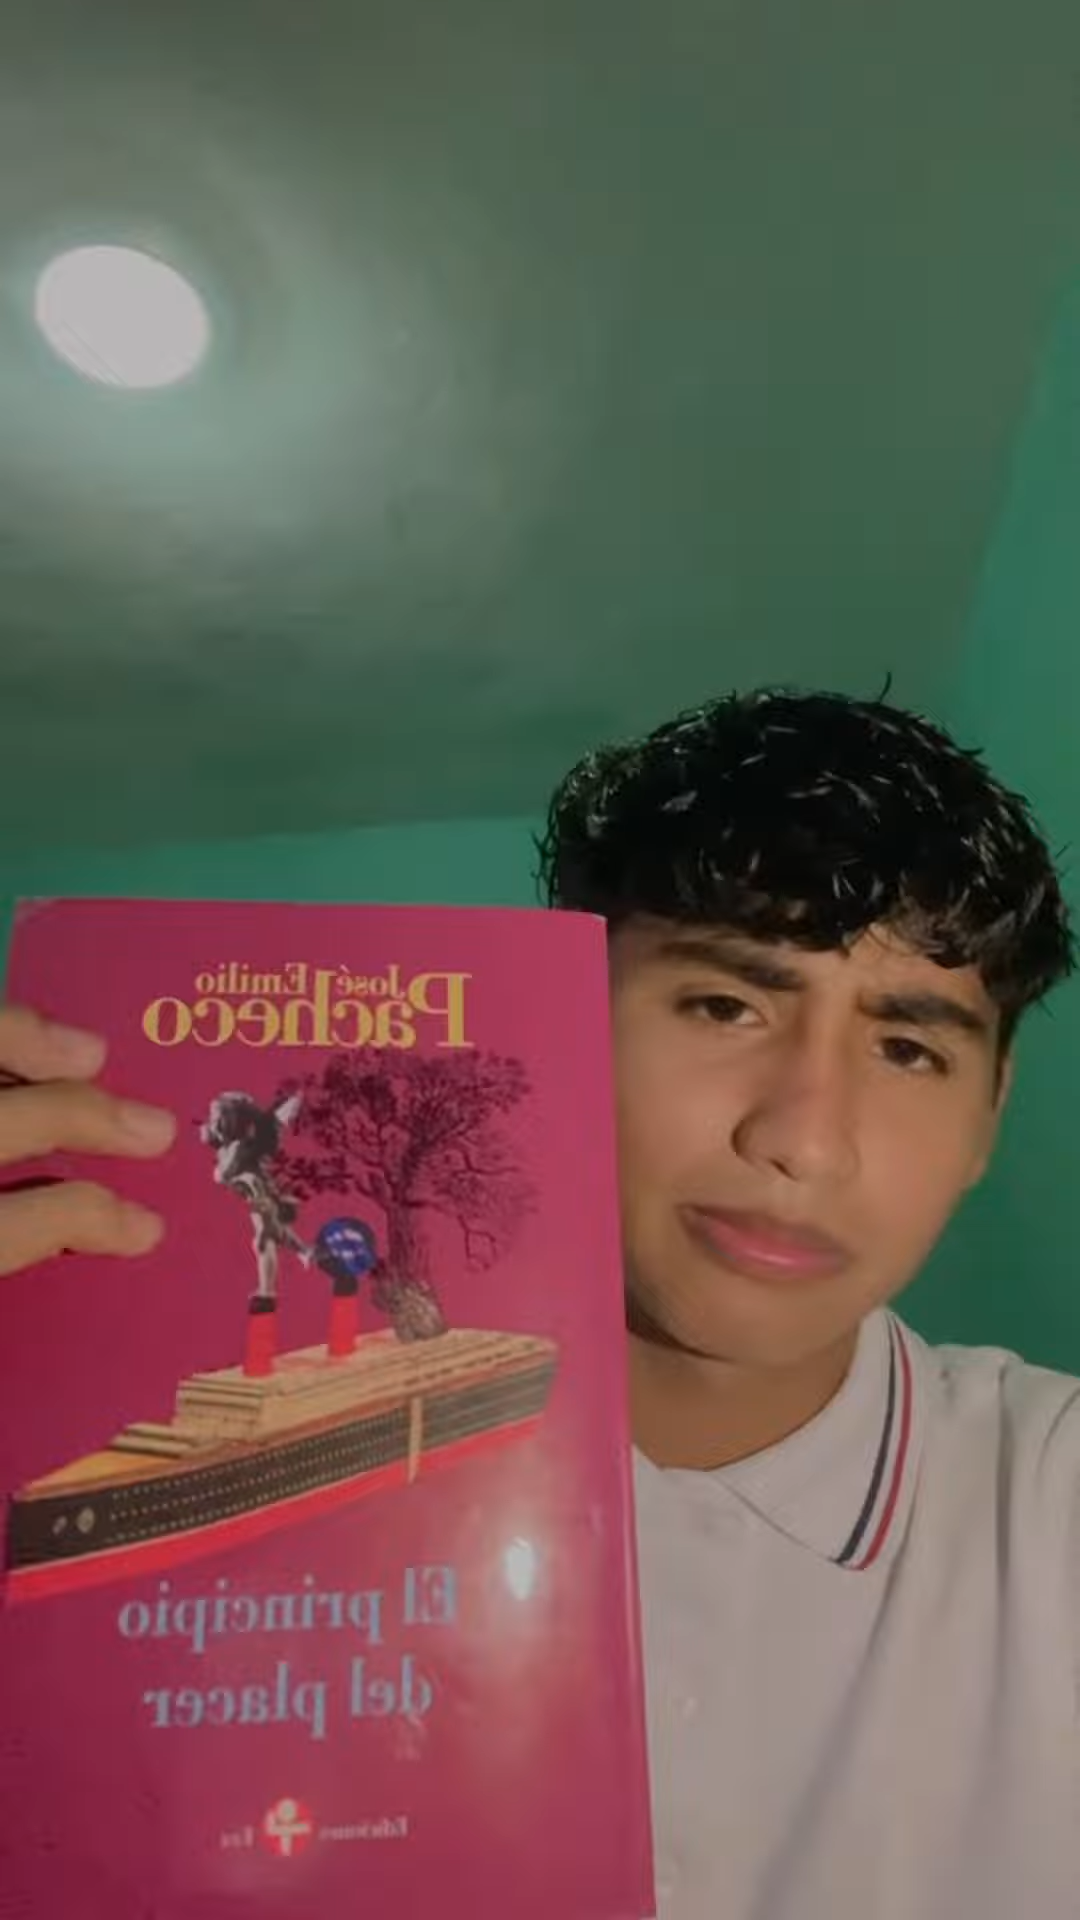 José Emilio
Pacheco
El principio
del placer
Ediciones Era